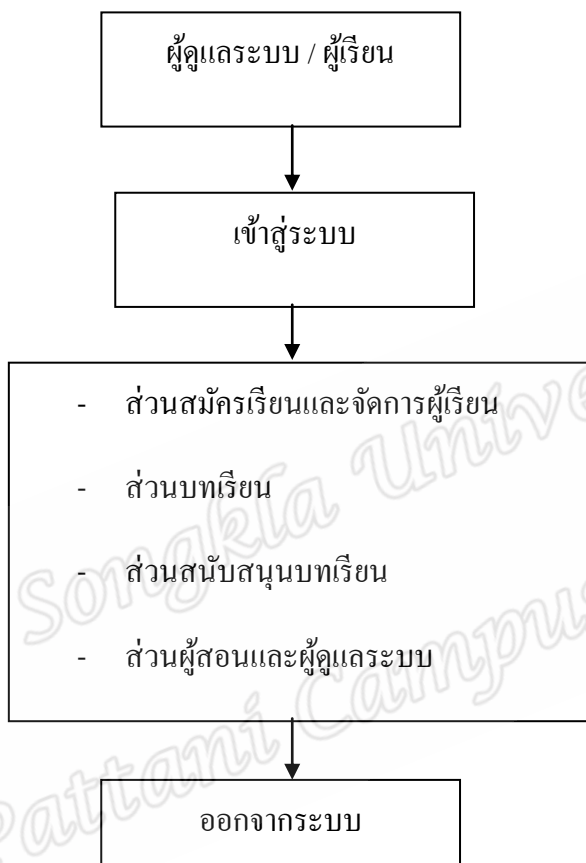 ผู้ดูแลระบบ / ผู้เรียน
เข้าสู่ระบบ
- ส่วนสมัครเรียนและจัดการผู้เรียน
- ส่วนบทเรียน
- ส่วนสนับสนุนบทเรียน
- ส่วนผู้สอนและผู้ดูแลระบบ
ออกจากระบบ
Songkla Unive
Pattani Campus